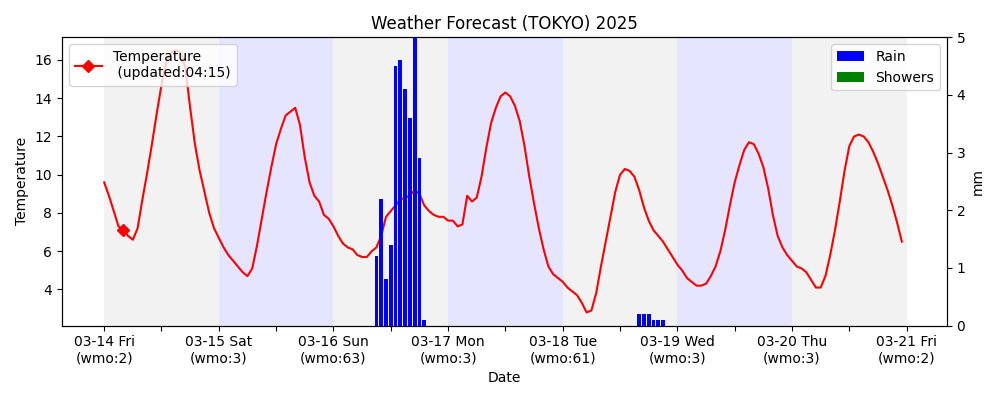 Weather Forecast (TOKYO) 2025
Temperature
(updated:04:15)
Rain
Showers
Temperature
16
14
12
10
8
6
4
5
4
3
2
1
0
mm
03-14 Fri
(wmo:2)
03-15 Sat
(wmo:3)
03-16 Sun
(wmo:63)
03-17 Mon
(wmo:3)
03-18 Tue
(wmo:61)
03-19 Wed
(wmo:3)
03-20 Thu
(wmo:3)
03-21 Fri
(wmo:2)
Date